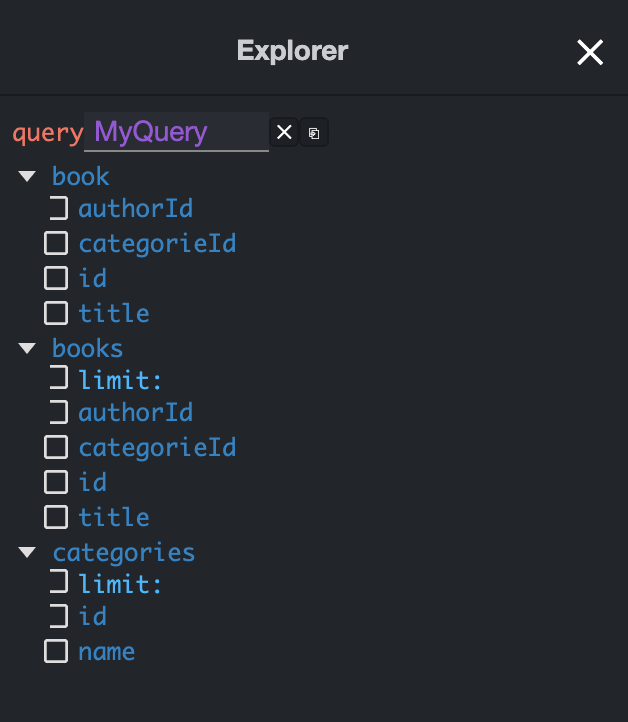 Explorer
query MyQuery
book
authorId
categorieId
id
title
books
limit:
authorId
categorieId
id
title
categories
limit:
id
name